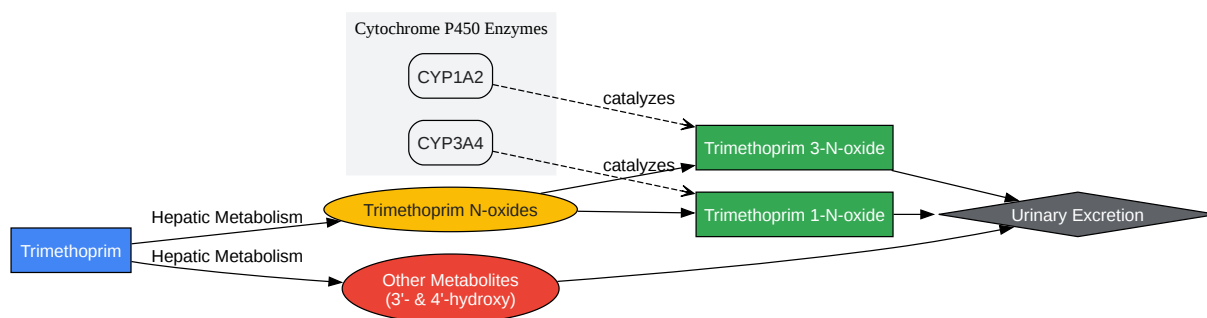 Cytochrome P450 Enzymes
CYP1A2
catalyzes
CYP3A4
catalyzes
Trimethoprim 3-N-oxide
Hepatic Metabolism
Trimethoprim N-oxides
Trimethoprim 1-N-oxide
Urinary Excretion
Trimethoprim
Hepatic Metabolism
Other Metabolites
(3'- & 4'-hydroxy)